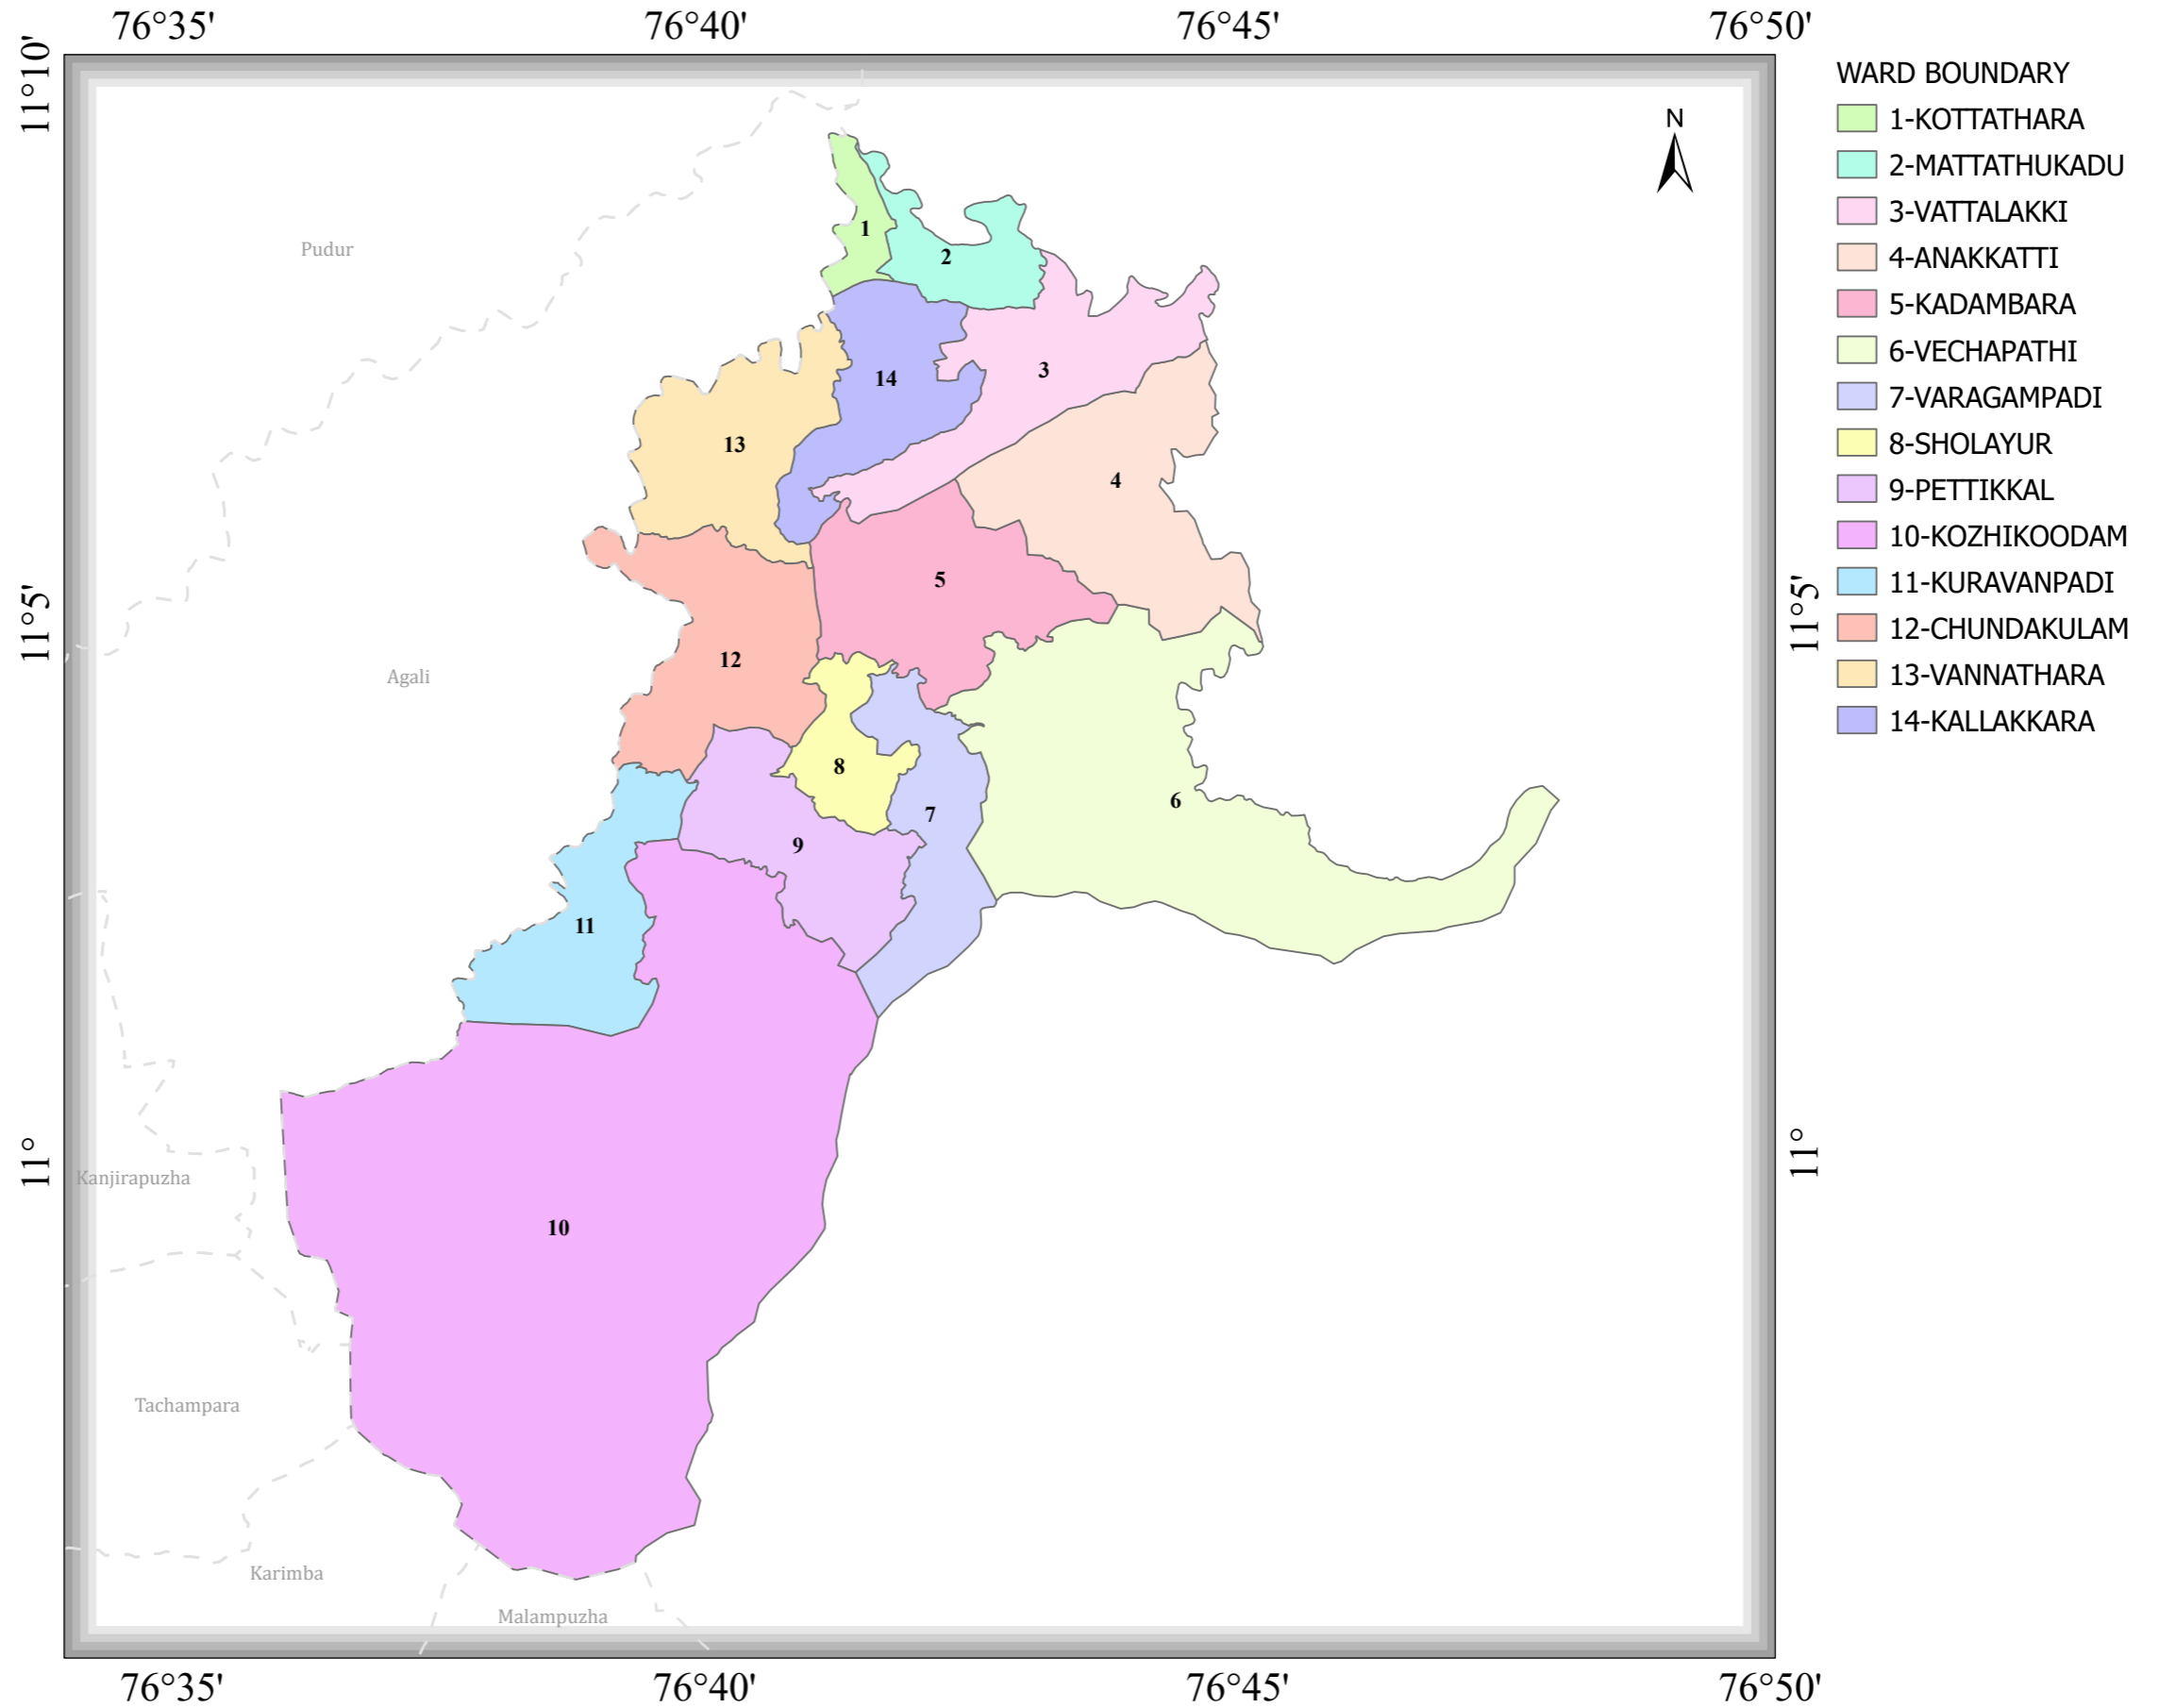 76°35' 76°40' 76°45' 76°50'
11°10'
WARD BOUNDARY
1-KOTTATHARA
2-MATTATHUKADU
3-VATTALAKKI
4-ANAKKATTI
5-KADAMBARA
6-VECHAPATHI
7-VARAGAMPADI
8-SHOLAYUR
9-PETTIKKAL
10-KOZHIKOODAM
11-KURAVANPADI
12-CHUNDAKULAM
13-VANNATHARA
14-KALLAKKARA
N
1
Pudur
2
3
14
13
4
5
11°5' 11°5'
12
Agali
8
6
7
9
11
11° 11°
Kanjirapuzha
10
Tachampara
Karimba
Malampuzha
76°35' 76°40' 76°45' 76°50'